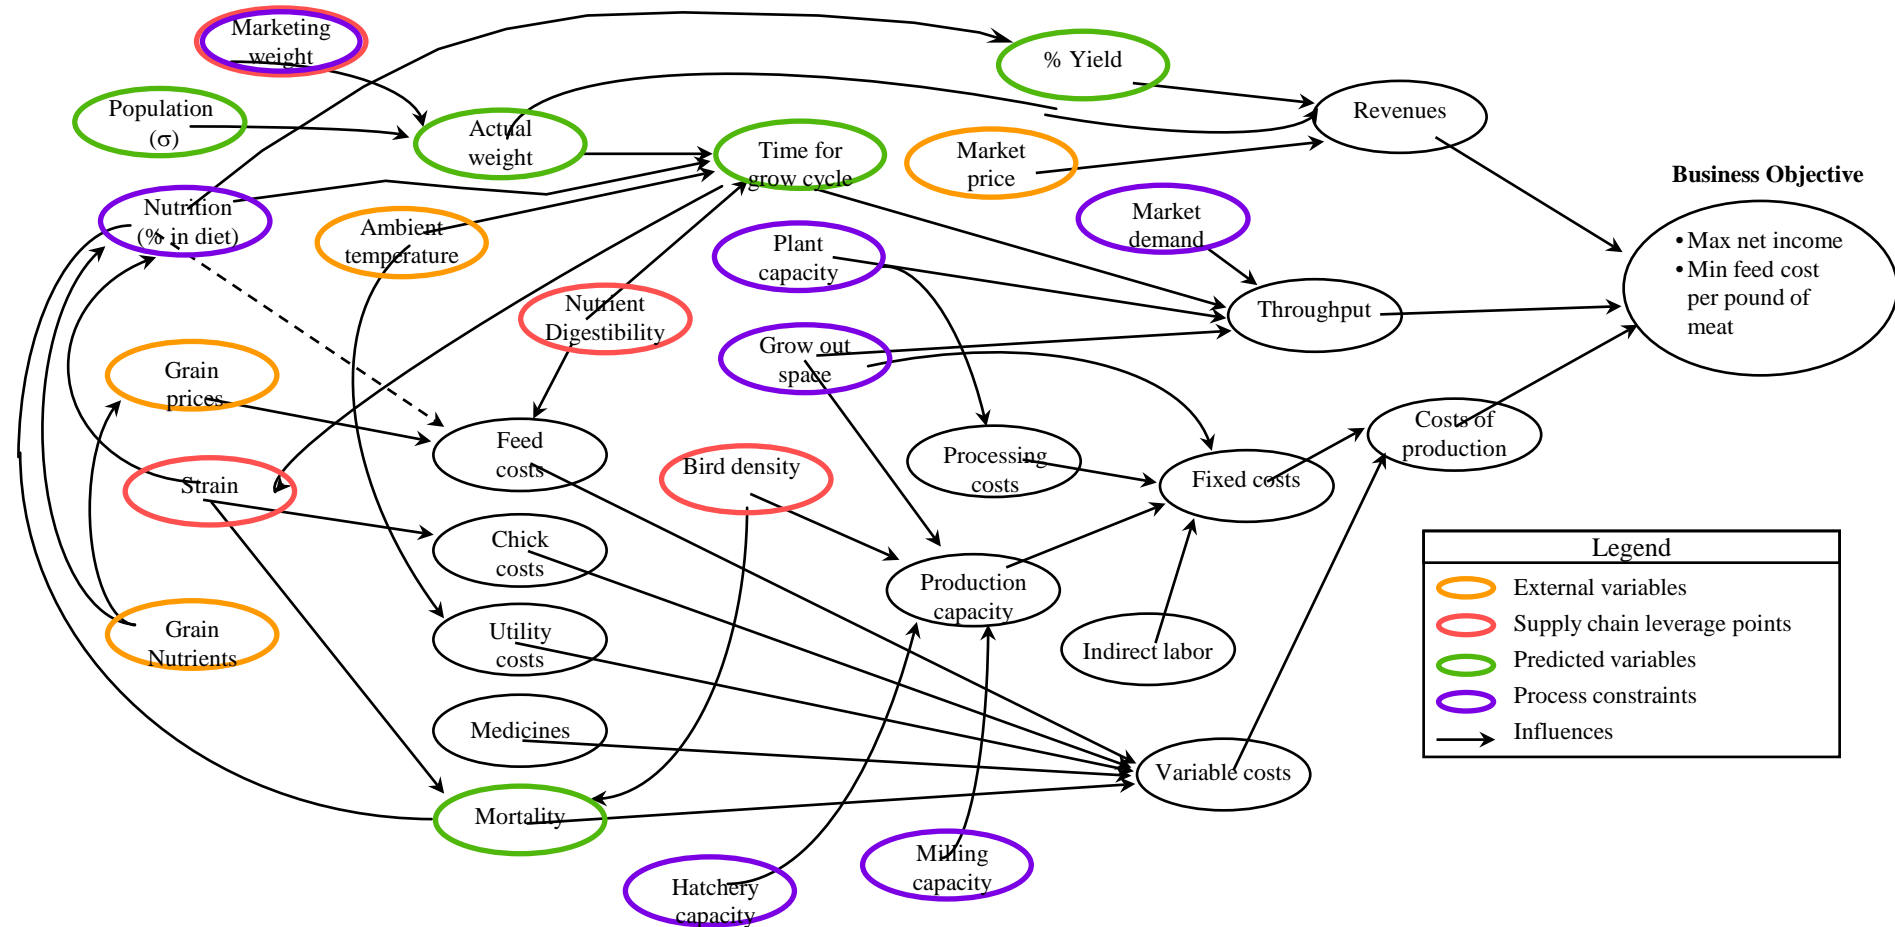 Marketing
weight
% Yield
Population
(σ)
Actual
weight
Revenues
Time for
grow cycle
Market
price
Business Objective
Nutrition
(% in diet)
Ambient
temperature
Plant
capacity
Market
demand
• Max net income
• Min feed cost
per pound of
meat
Nutrient
Digestibility
Throughput
Grow out
space
Grain
prices
Feed
costs
Bird density
Processing
costs
Fixed costs
Costs of
production
Strain
Chick
costs
Production
capacity
Grain
Nutrients
Utility
costs
Indirect labor
Medicines
Variable costs
Mortality
Hatchery
capacity
Milling
capacity
Legend
External variables
Supply chain leverage points
Predicted variables
Process constraints
Influences